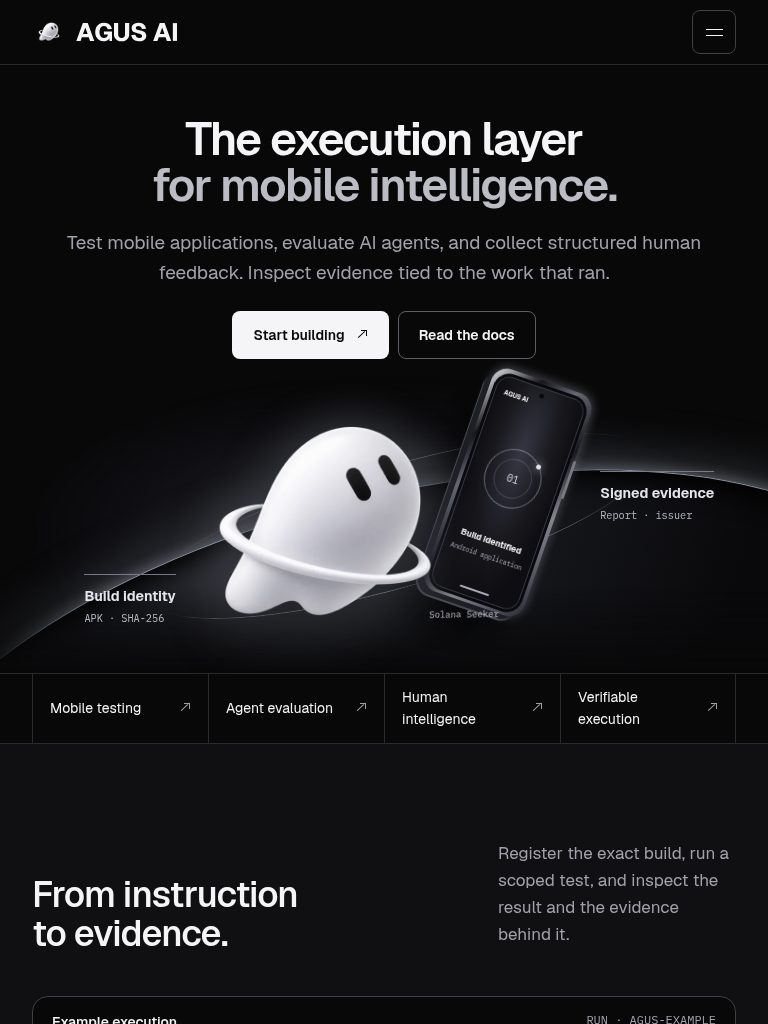 AGUS AI
The execution layer
for mobile intelligence.
Test mobile applications, evaluate AI agents, and collect structured human
feedback. Inspect evidence tied to the work that ran.
Start building
Read the docs
AGUS AI
01
Build identified
Android application
Solana Seeker
Signed evidence
Report · issuer
Build identity
APK · SHA-256
Mobile testing
Agent evaluation
Human
intelligence
Verifiable
execution
From instruction
to evidence.
Register the exact build, run a
scoped test, and inspect the
result and the evidence
behind it.
Example execution
RUN · AGUS-EXAMPLE